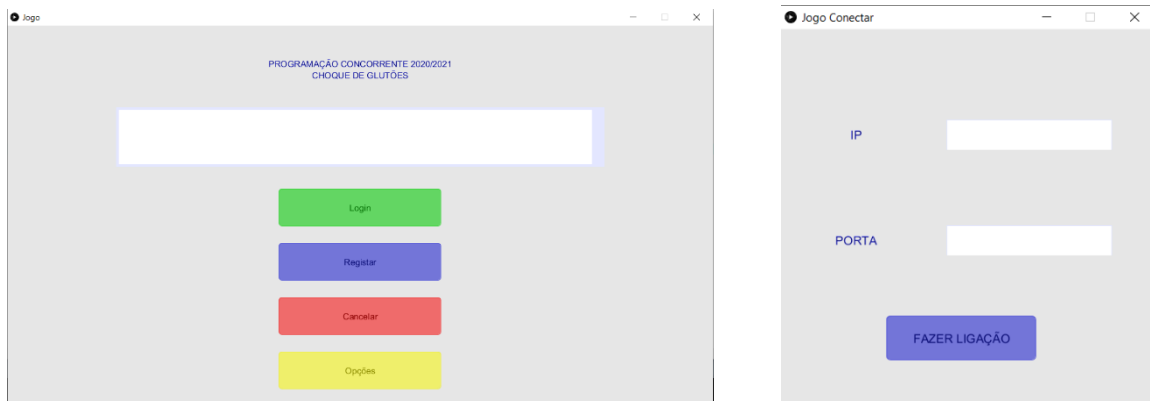 Jogo
PROGRAMAÇÃO CONCORRENTE 2020/2021
CHOQUE DE GLUTÕES
Login
Registar
Cancelar
Opções
Jogo Conectar
IP
PORTA
FAZER LIGAÇÃO